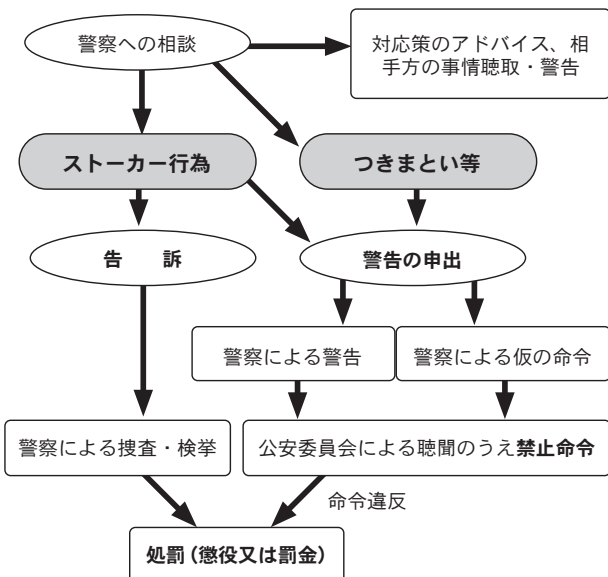 警察への相談
対応策のアドバイス、相
手方の事情聴取・警告
ストーカー行為
つきまとい等
告　訴
警告の申出
警察による警告
警察による仮の命令
警察による捜査・検挙
公安委員会による聴聞のうえ禁止命令
命令違反
処罰(懲役又は罰金)